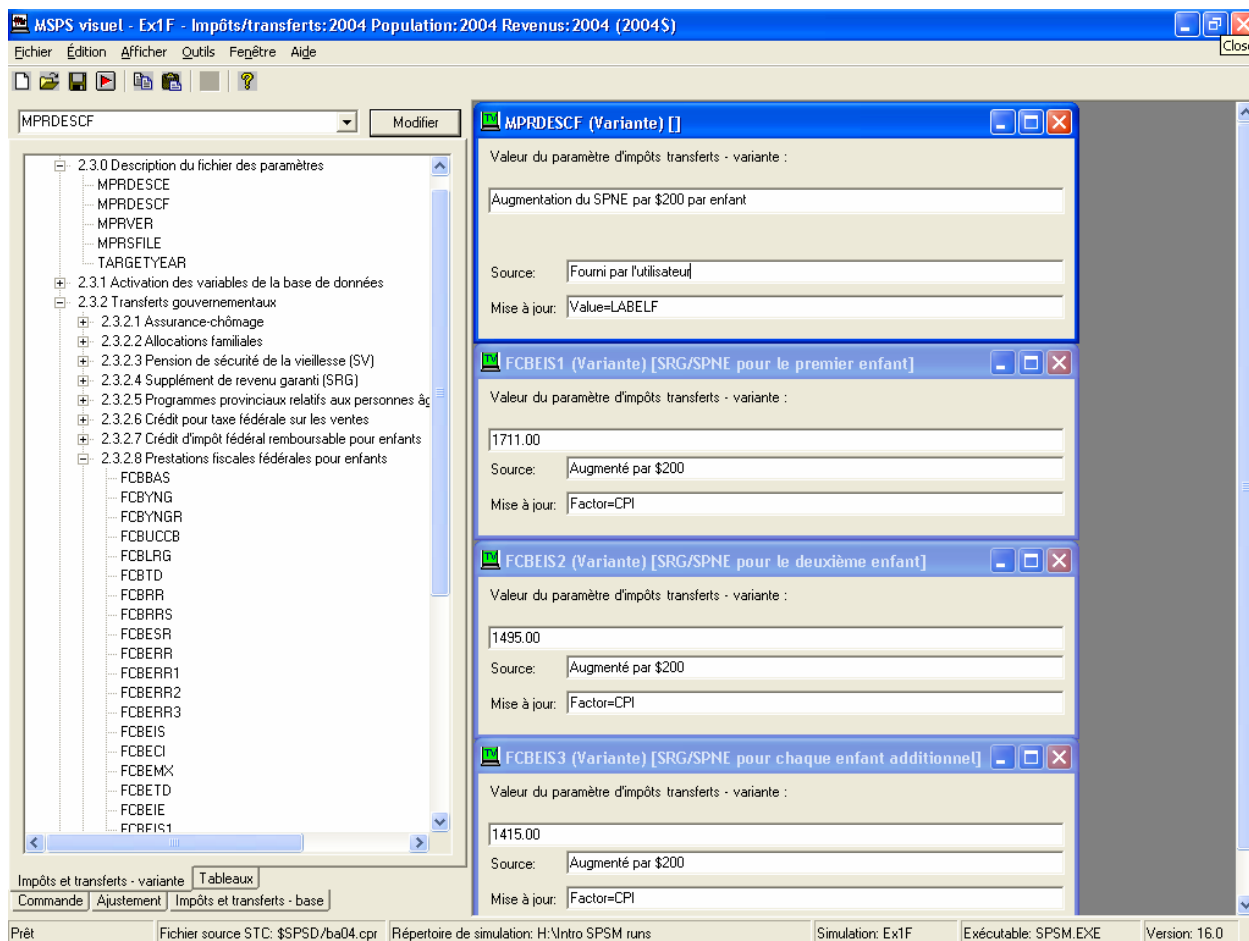 MSPS visuel - Ex1F - Impôts/transferts:2004 Population:2004 Revenus:2004 (2004$)
Close
Fichier Édition Afficher Outils Fenêtre Aide
MPRDESCF
Modifier
2.3.0 Description du fichier des paramètres
MPRDESCE
MPRDESCF
MPRVER
MPRSFILE
TARGETYEAR
2.3.1 Activation des variables de la base de données
2.3.2 Transferts gouvernementaux
2.3.2.1 Assurance-chômage
2.3.2.2 Allocations familiales
2.3.2.3 Pension de sécurité de la vieillesse (SV)
2.3.2.4 Supplément de revenu garanti (SRG)
2.3.2.5 Programmes provinciaux relatifs aux personnes âg
2.3.2.6 Crédit pour taxe fédérale sur les ventes
2.3.2.7 Crédit d'impôt fédéral remboursable pour enfants
2.3.2.8 Prestations fiscales fédérales pour enfants
FCBBAS
FCBYNG
FCBYNGR
FCBUCCB
FCBLRG
FCBTD
FCBRR
FCBRRS
FCBESR
FCBERR
FCBERR1
FCBERR2
FCBERR3
FCBEIS
FCBECI
FCBEMX
FCBETD
FCBEIE
FCBEIS1
Impôts et transferts - variante Tableaux
Commande Ajustement Impôts et transferts - base
MPRDESCF (Variante) []
Valeur du paramètre d'impôts transferts - variante :
Augmentation du SPNE par $200 par enfant
Source: Fourni par l'utilisateur
Mise à jour: Value=LABELF
FCBEIS1 (Variante) [SRG/SPNE pour le premier enfant]
Valeur du paramètre d'impôts transferts - variante :
1711.00
Source: Augmenté par $200
Mise à jour: Factor=CPI
FCBEIS2 (Variante) [SRG/SPNE pour le deuxième enfant]
Valeur du paramètre d'impôts transferts - variante :
1495.00
Source: Augmenté par $200
Mise à jour: Factor=CPI
FCBEIS3 (Variante) [SRG/SPNE pour chaque enfant additionnel]
Valeur du paramètre d'impôts transferts - variante :
1415.00
Source: Augmenté par $200
Mise à jour: Factor=CPI
Prêt Fichier source STC: $SPSD/ba04.cpr Répertoire de simulation: H:\Intro SPSM runs Simulation: Ex1F Exécutable: SPSM.EXE Version: 16.0